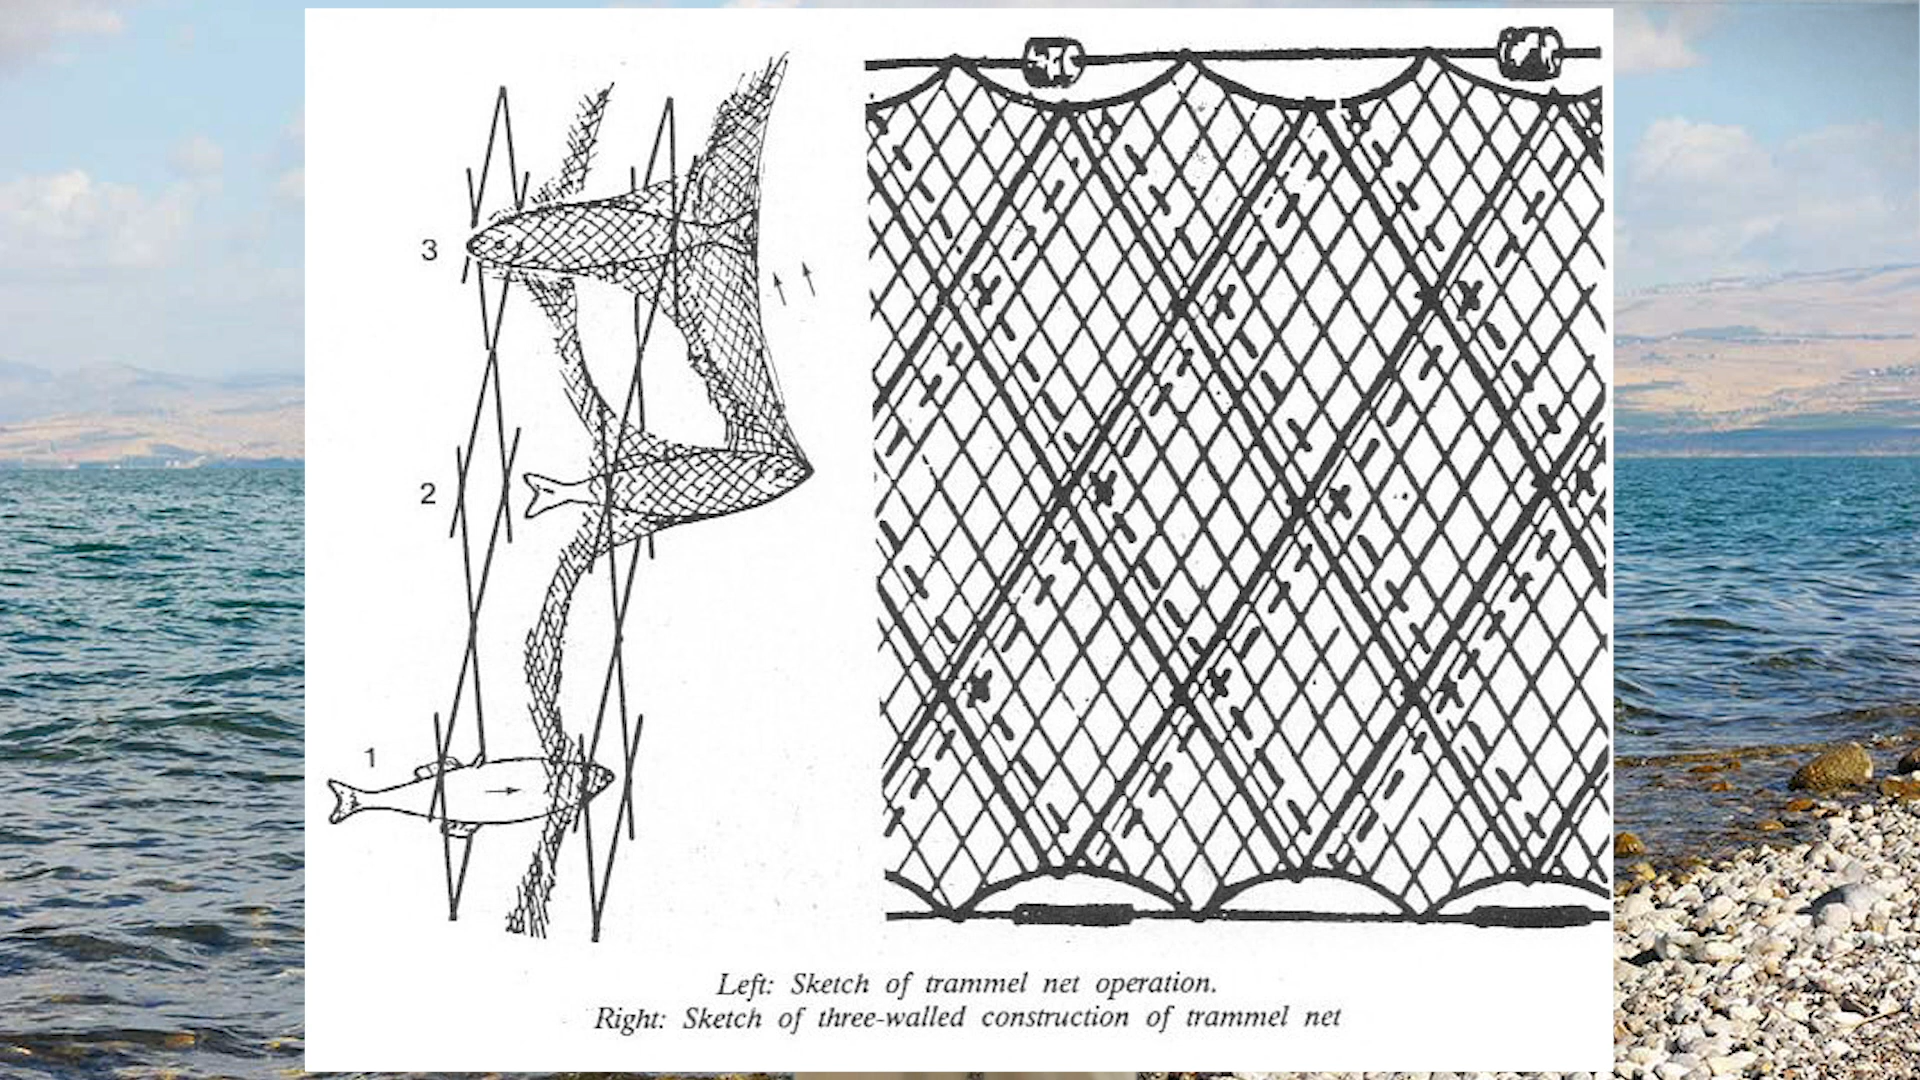 3
2
1
Left: Sketch of trammel net operation.
Right: Sketch of three-walled construction of trammel net